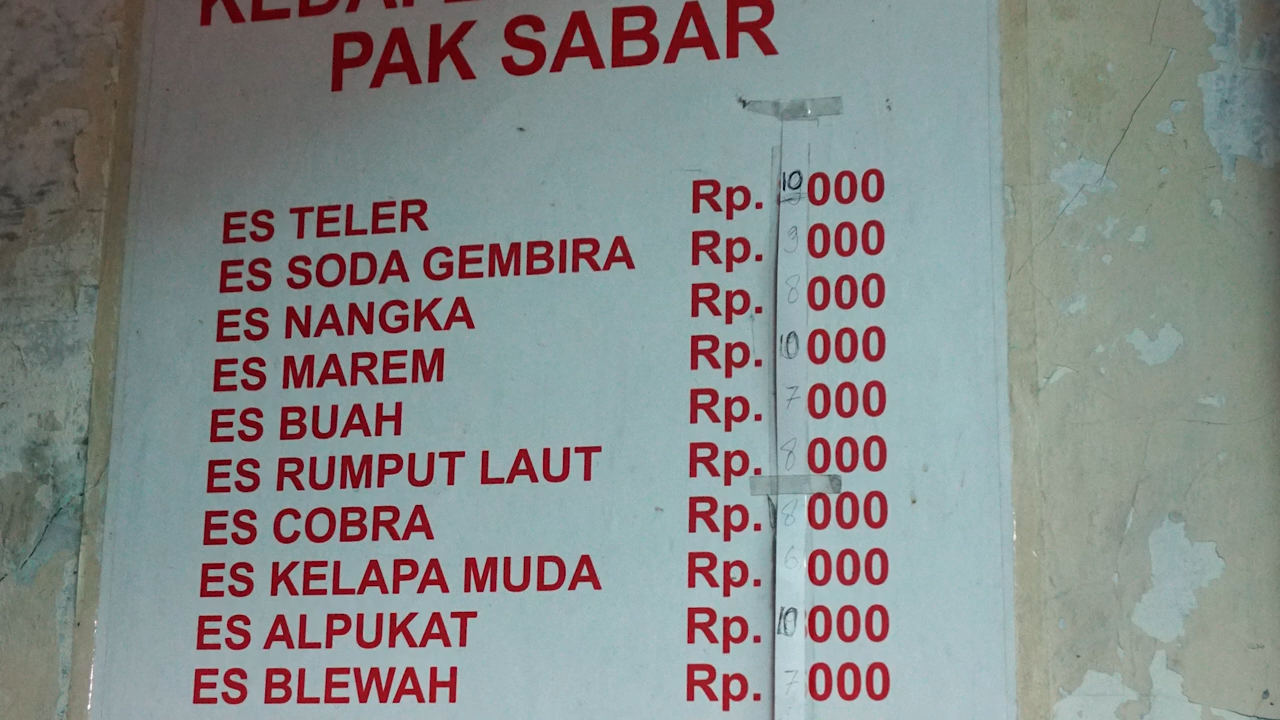 PAK SABAR
ES TELER Rp. 10000
ES SODA GEMBIRA Rp. 9000
ES NANGKA Rp. 8000
ES MAREM Rp. 10000
ES BUAH Rp. 7000
ES RUMPUT LAUT Rp. 8000
ES COBRA Rp. 8000
ES KELAPA MUDA Rp. 6000
ES ALPUKAT Rp. 10000
ES BLEWAH Rp. 7000